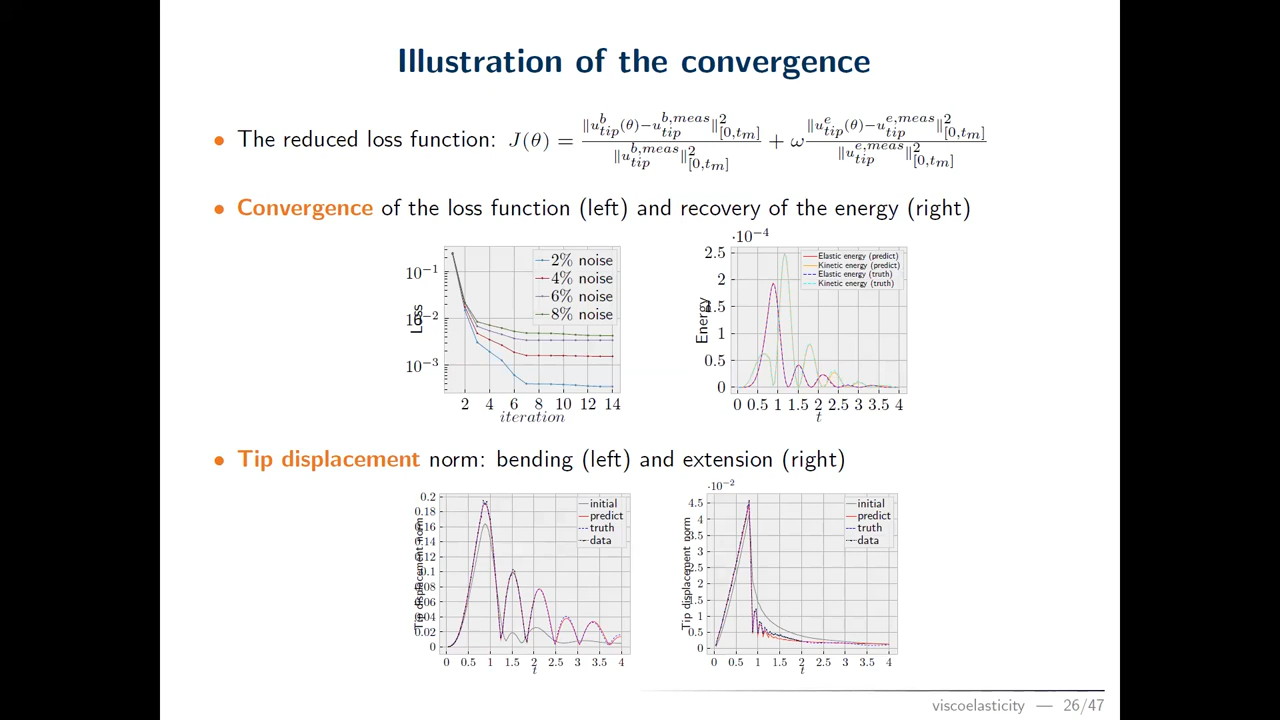 Illustration of the convergence
• The reduced loss function: J(θ) = ‖u^b_tip(θ)−u^{b,meas}_tip‖²_[0,t_m] / ‖u^{b,meas}_tip‖²_[0,t_m] + ω ‖u^e_tip(θ)−u^{e,meas}_tip‖²_[0,t_m] / ‖u^{e,meas}_tip‖²_[0,t_m]
• Convergence of the loss function (left) and recovery of the energy (right)
Loss
10^−1
10^−2
10^−3
2% noise
4% noise
6% noise
8% noise
2 4 6 8 10 12 14
iteration
·10^−4
Energy
2.5
2
1.5
1
0.5
0
Elastic energy (predict)
Kinetic energy (predict)
Elastic energy (truth)
Kinetic energy (truth)
0 0.5 1 1.5 2 2.5 3 3.5 4
t
• Tip displacement norm: bending (left) and extension (right)
Tip displacement norm
0.2
0.18
0.16
0.14
0.12
0.1
0.08
0.06
0.04
0.02
0
initial
predict
truth
data
0 0.5 1 1.5 2 2.5 3 3.5 4
t
·10^−2
Tip displacement norm
4.5
4
3.5
3
2.5
2
1.5
1
0.5
0
initial
predict
truth
data
0 0.5 1 1.5 2 2.5 3 3.5 4
t
viscoelasticity — 26/47